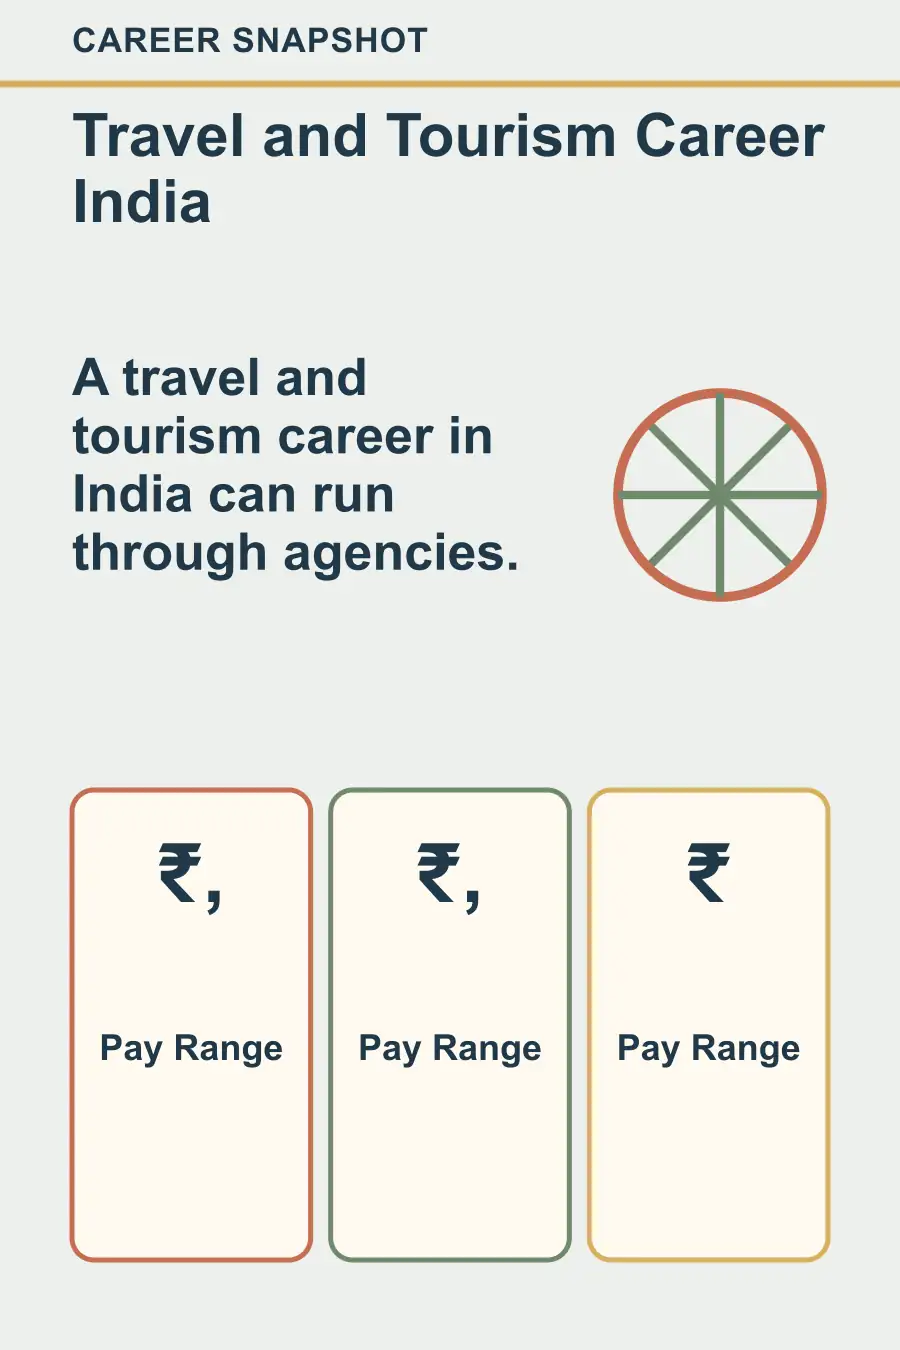 CAREER SNAPSHOT
Travel and Tourism Career
India
A travel and
tourism career in
India can run
through agencies.
₹,
₹,
₹
Pay Range
Pay Range
Pay Range